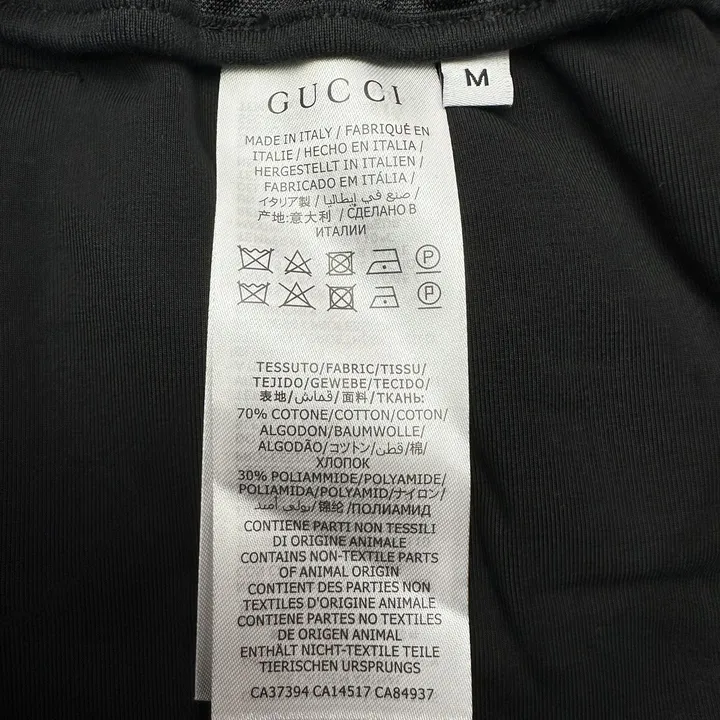 GUCCI
M
MADE IN ITALY / FABRIQUÉ EN
ITALIE / HECHO EN ITALIA /
HERGESTELLT IN ITALIEN /
FABRICADO EM ITÁLIA /
イタリア製 / صنع في إيطاليا /
产地:意大利 / СДЕЛАНО В
ИТАЛИИ
P
P
TESSUTO/FABRIC/TISSU/
TEJIDO/GEWEBE/TECIDO/
表地/قماش/面料/ТКАНЬ:
70% COTONE/COTTON/COTON/
ALGODON/BAUMWOLLE/
ALGODÃO/コットン/قطن/棉/
ХЛОПОК
30% POLIAMMIDE/POLYAMIDE/
POLIAMIDA/POLYAMID/ナイロン/
بولي أميد/锦纶/ПОЛИАМИД
CONTIENE PARTI NON TESSILI
DI ORIGINE ANIMALE
CONTAINS NON-TEXTILE PARTS
OF ANIMAL ORIGIN
CONTIENT DES PARTIES NON
TEXTILES D'ORIGINE ANIMALE
CONTIENE PARTES NO TEXTILES
DE ORIGEN ANIMAL
ENTHÄLT NICHT-TEXTILE TEILE
TIERISCHEN URSPRUNGS
CA37394 CA14517 CA84937